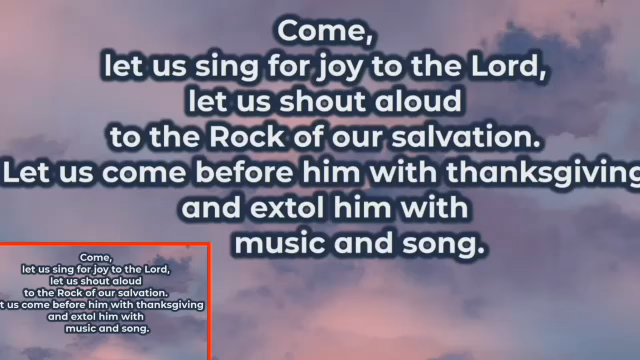 Come,
let us sing for joy to the Lord,
let us shout aloud
to the Rock of our salvation.
Let us come before him with thanksgiving
and extol him with
music and song.
Come,
let us sing for joy to the Lord,
let us shout aloud
to the Rock of our salvation.
t us come before him with thanksgiving
and extol him with
music and song.